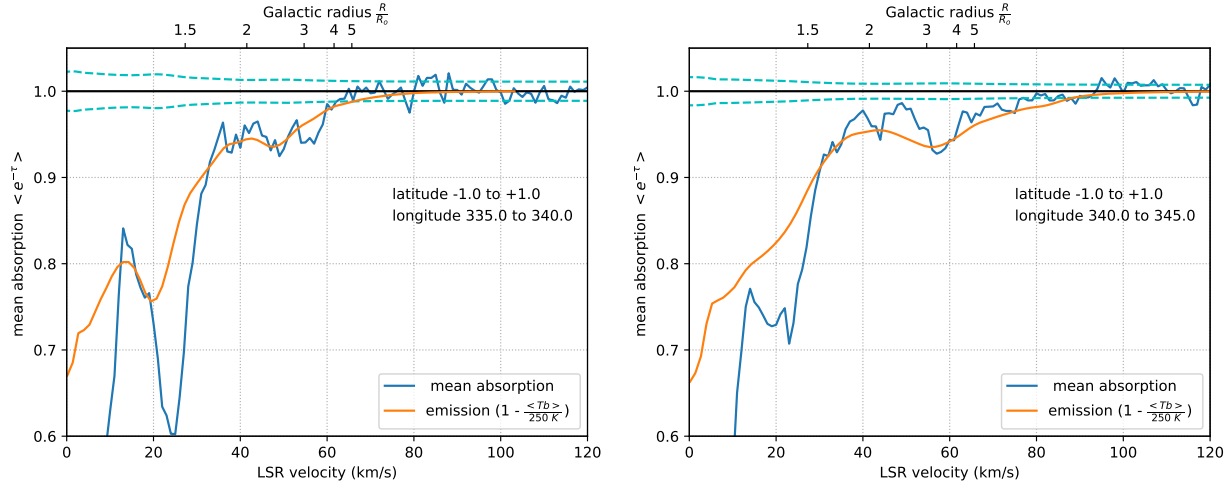 Galactic radius R/R₀
1.5 2 3 4 5
1.0
0.9
0.8
0.7
0.6
mean absorption < e^{-τ} >
latitude -1.0 to +1.0
longitude 335.0 to 340.0
mean absorption
emission (1 - <Tb>/250 K)
0 20 40 60 80 100 120
LSR velocity (km/s)
Galactic radius R/R₀
1.5 2 3 4 5
1.0
0.9
0.8
0.7
0.6
mean absorption < e^{-τ} >
latitude -1.0 to +1.0
longitude 340.0 to 345.0
mean absorption
emission (1 - <Tb>/250 K)
0 20 40 60 80 100 120
LSR velocity (km/s)